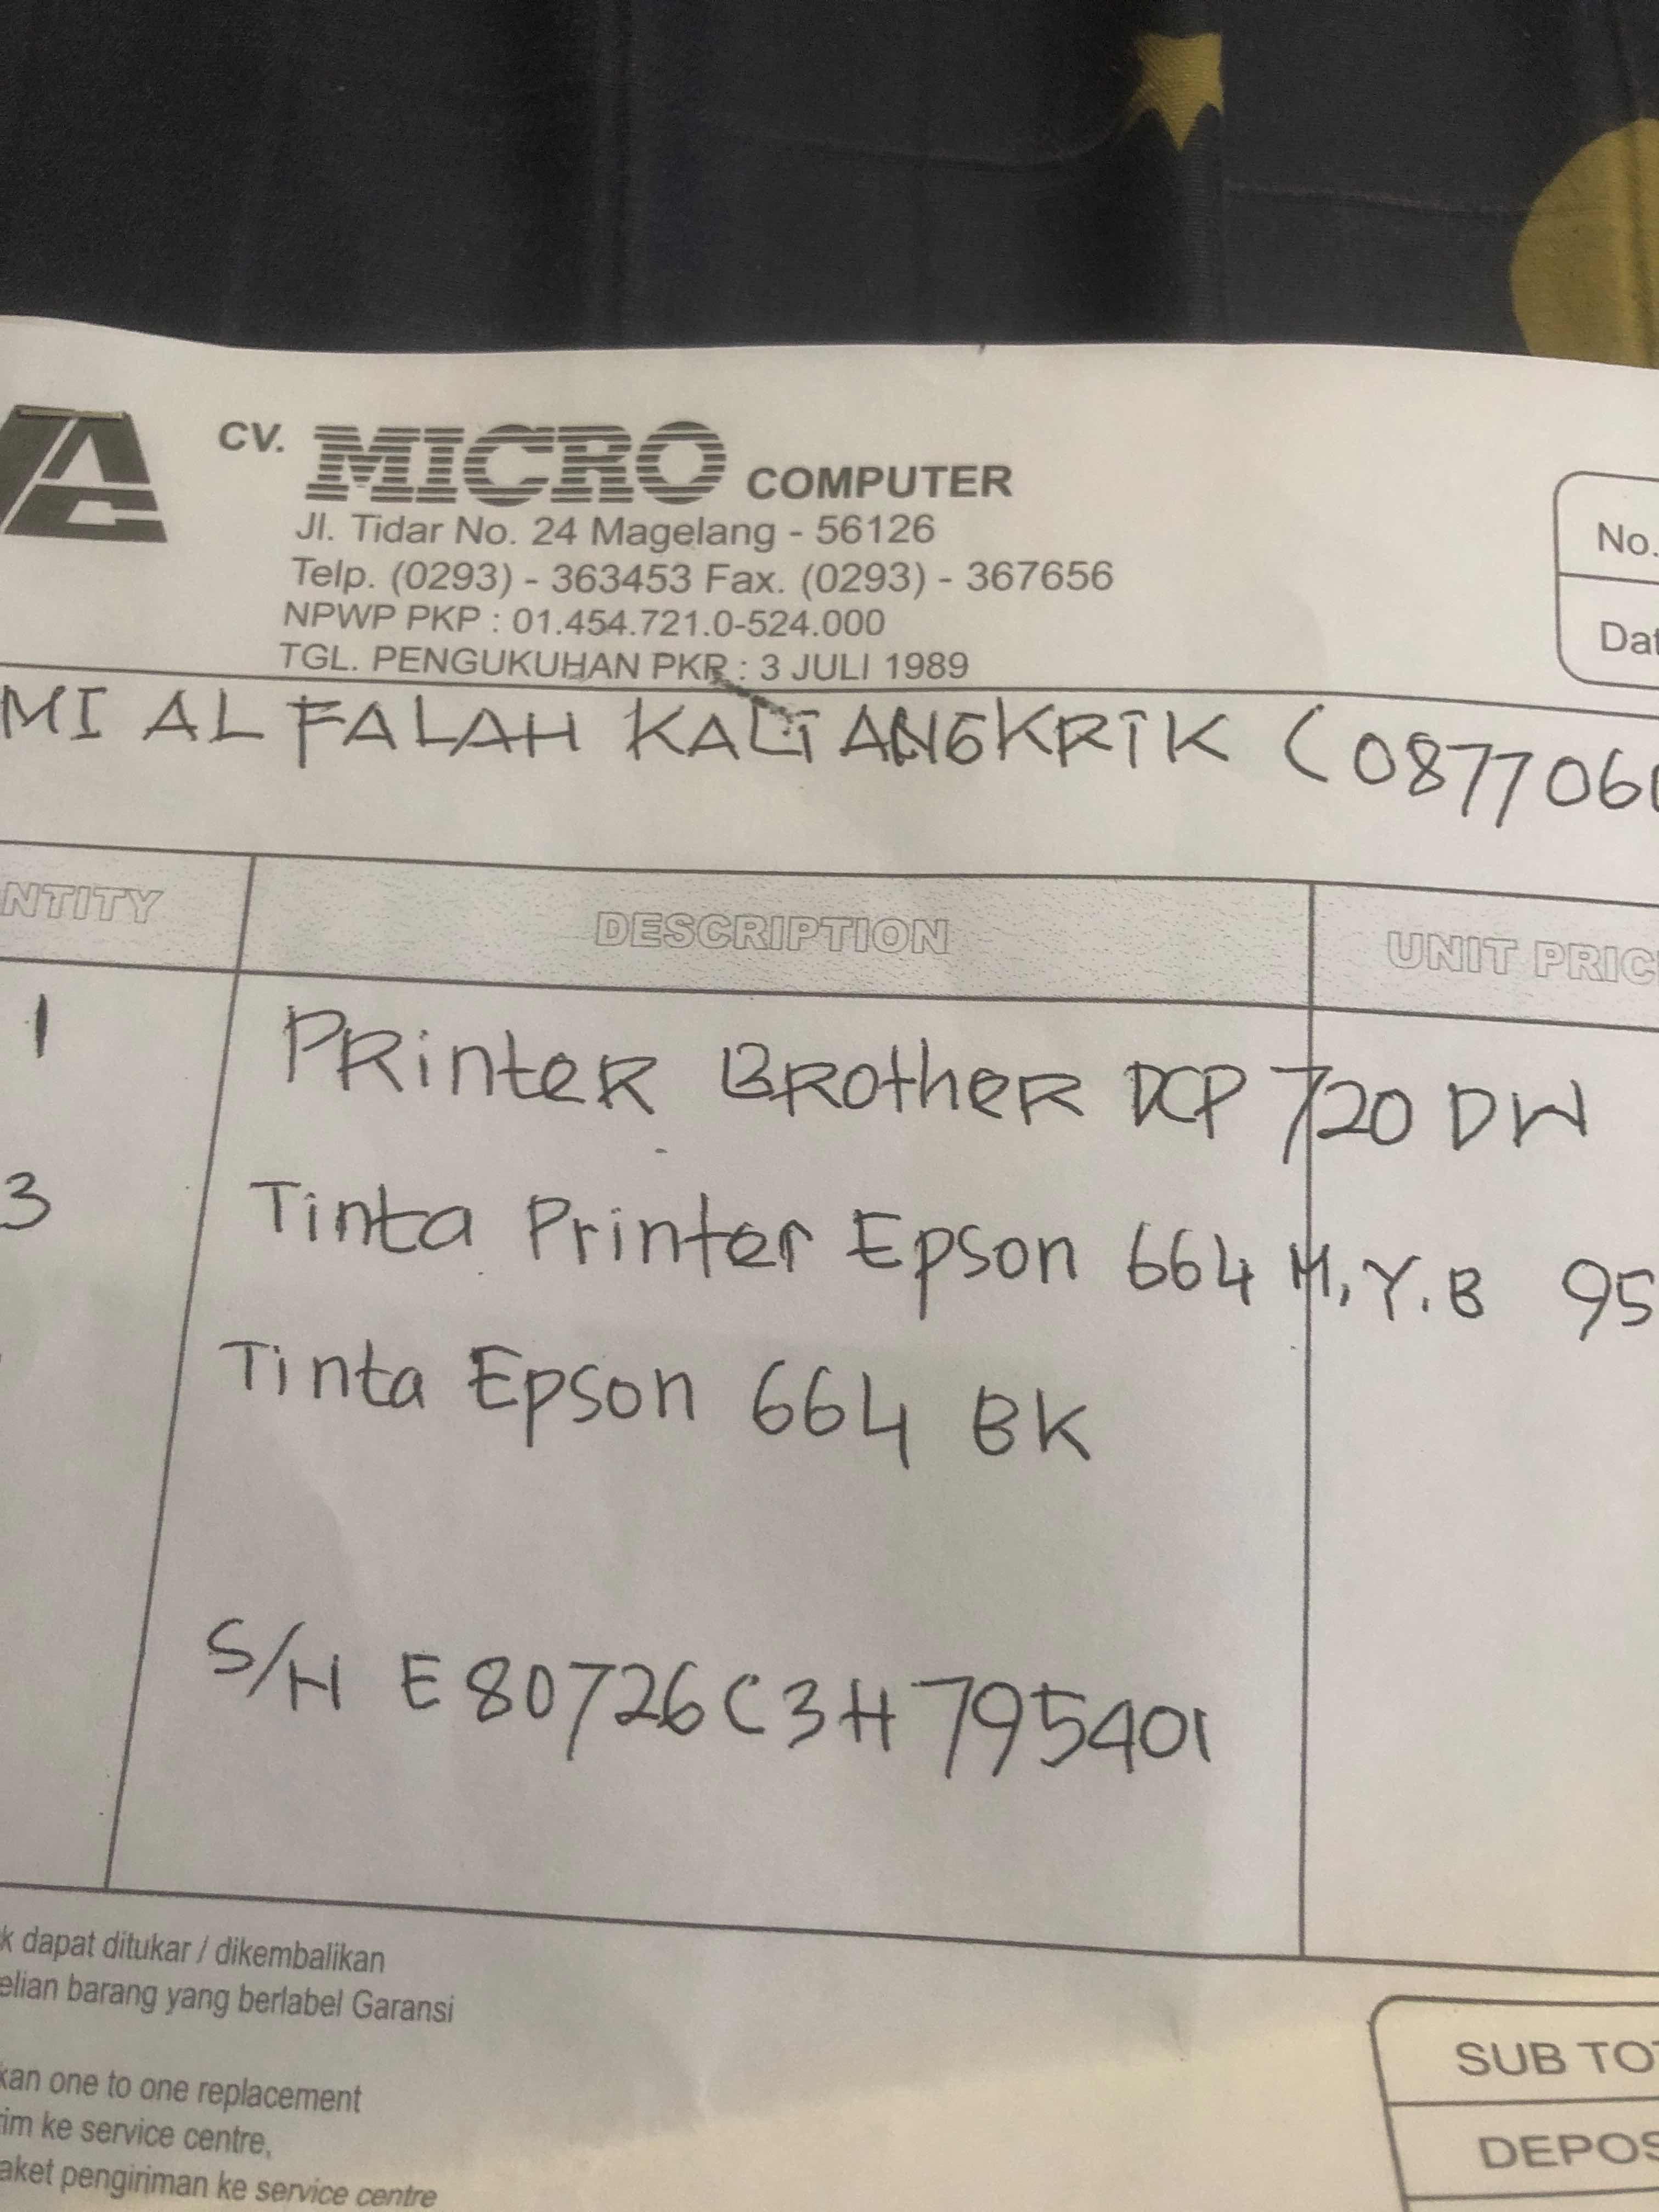 CV. MICRO COMPUTER
Jl. Tidar No. 24 Magelang - 56126
Telp. (0293) - 363453 Fax. (0293) - 367656
NPWP PKP : 01.454.721.0-524.000
TGL. PENGUKUHAN PKP : 3 JULI 1989
No.
Dat
MI AL FALAH KALIANGKRIK (087706
NTITY DESCRIPTION UNIT PRIC
1 PRinteR BRotheR DCP 720 DW
3 Tinta Printer Epson 664 M, Y. B 95
Tinta Epson 664 BK
S/H E80726C3H795401
k dapat ditukar / dikembalikan
elian barang yang berlabel Garansi
kan one to one replacement
rim ke service centre,
aket pengiriman ke service centre
SUB TOT
DEPOS